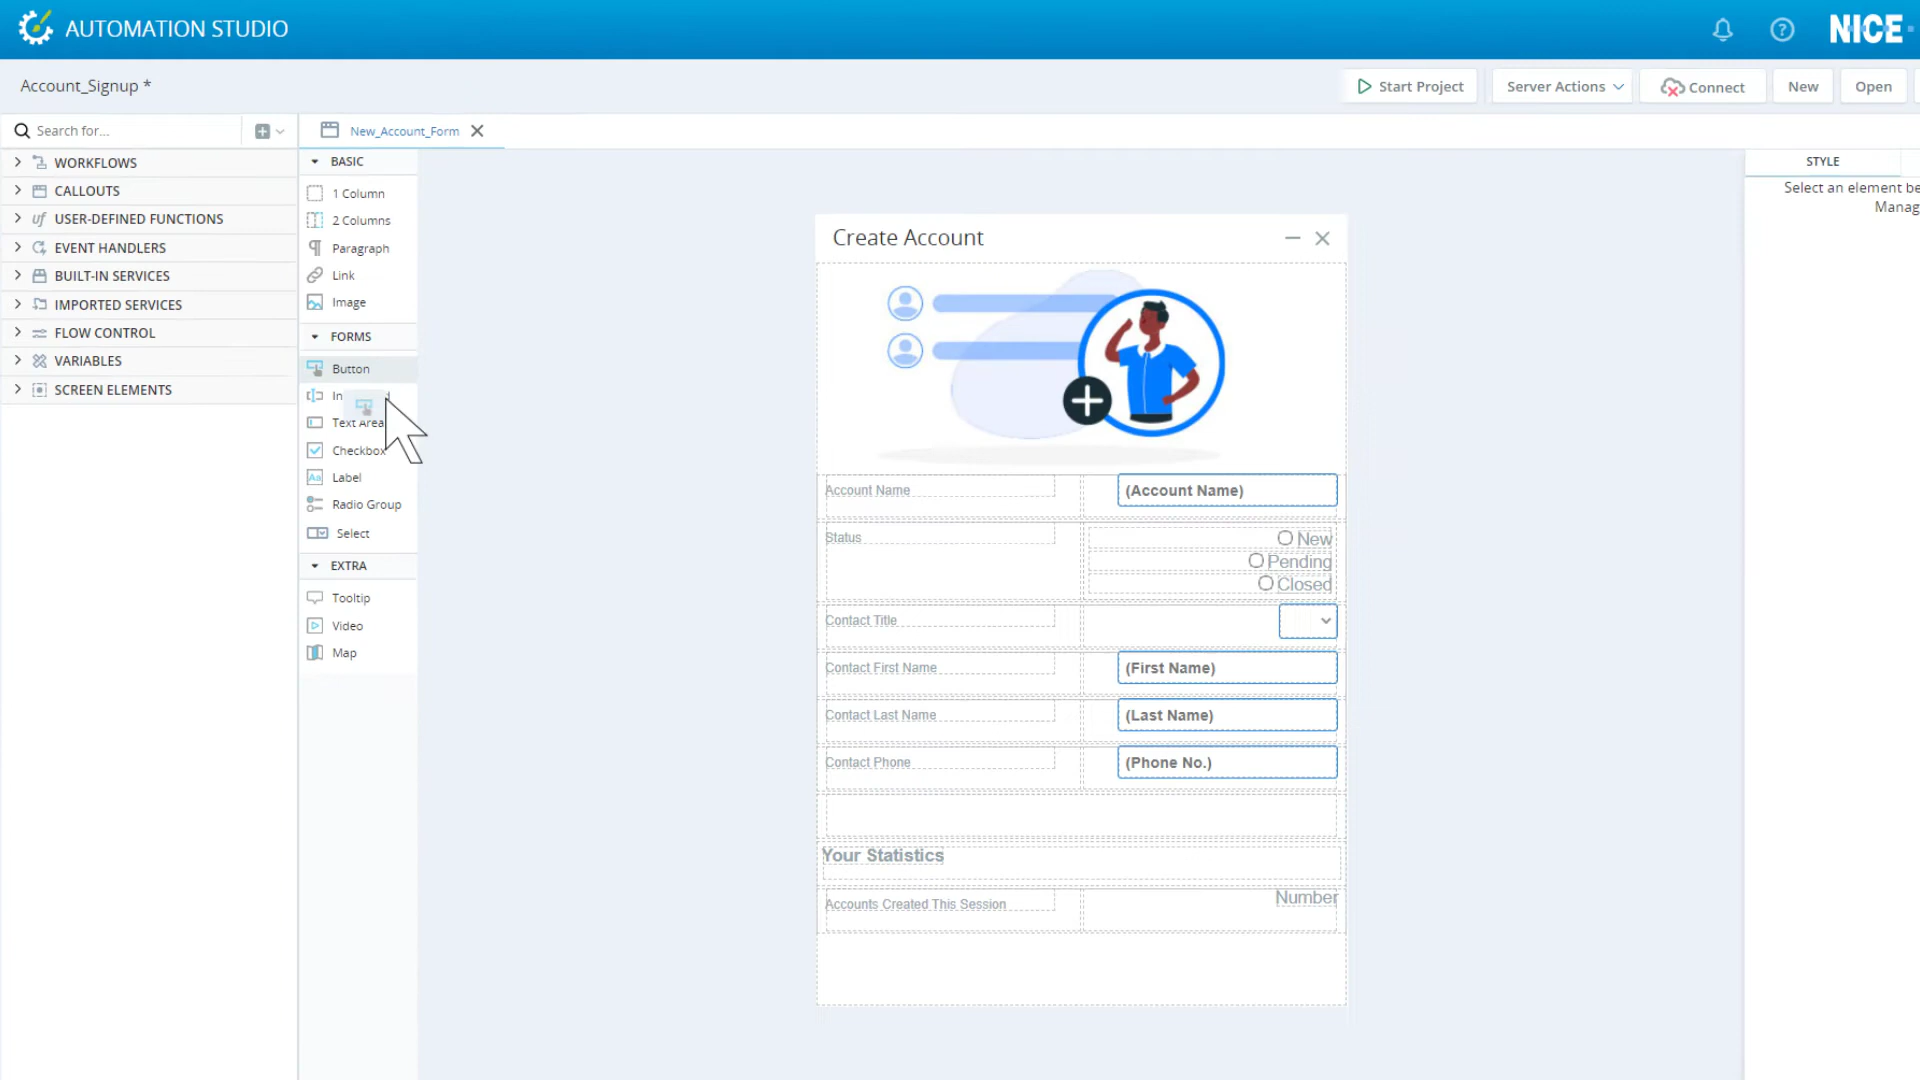 AUTOMATION STUDIO
NICE
Account_Signup *
Start Project
Server Actions
Connect
New
Open
Search for...
New_Account_Form
WORKFLOWS
CALLOUTS
uf USER-DEFINED FUNCTIONS
EVENT HANDLERS
BUILT-IN SERVICES
IMPORTED SERVICES
FLOW CONTROL
VARIABLES
SCREEN ELEMENTS
BASIC
1 Column
2 Columns
Paragraph
Link
Image
FORMS
Button
Text Area
Checkbox
Label
Radio Group
Select
EXTRA
Tooltip
Video
Map
Create Account
Account Name
(Account Name)
Status
New
Pending
Closed
Contact Title
Contact First Name
(First Name)
Contact Last Name
(Last Name)
Contact Phone
(Phone No.)
Your Statistics
Accounts Created This Session
Number
STYLE
Select an element be
Manag